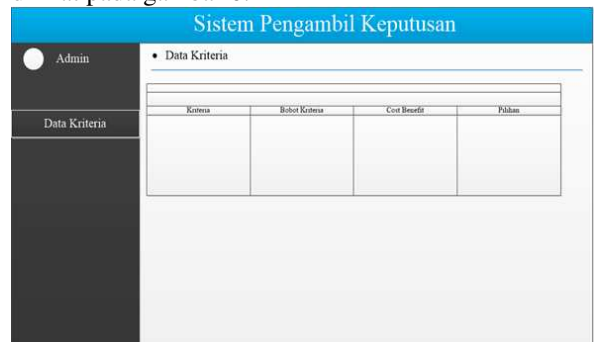 Sistem Pengambil Keputusan
Admin
• Data Kriteria
Kriteria Bobot Kriteria Cost Benefit Pilihan
Data Kriteria